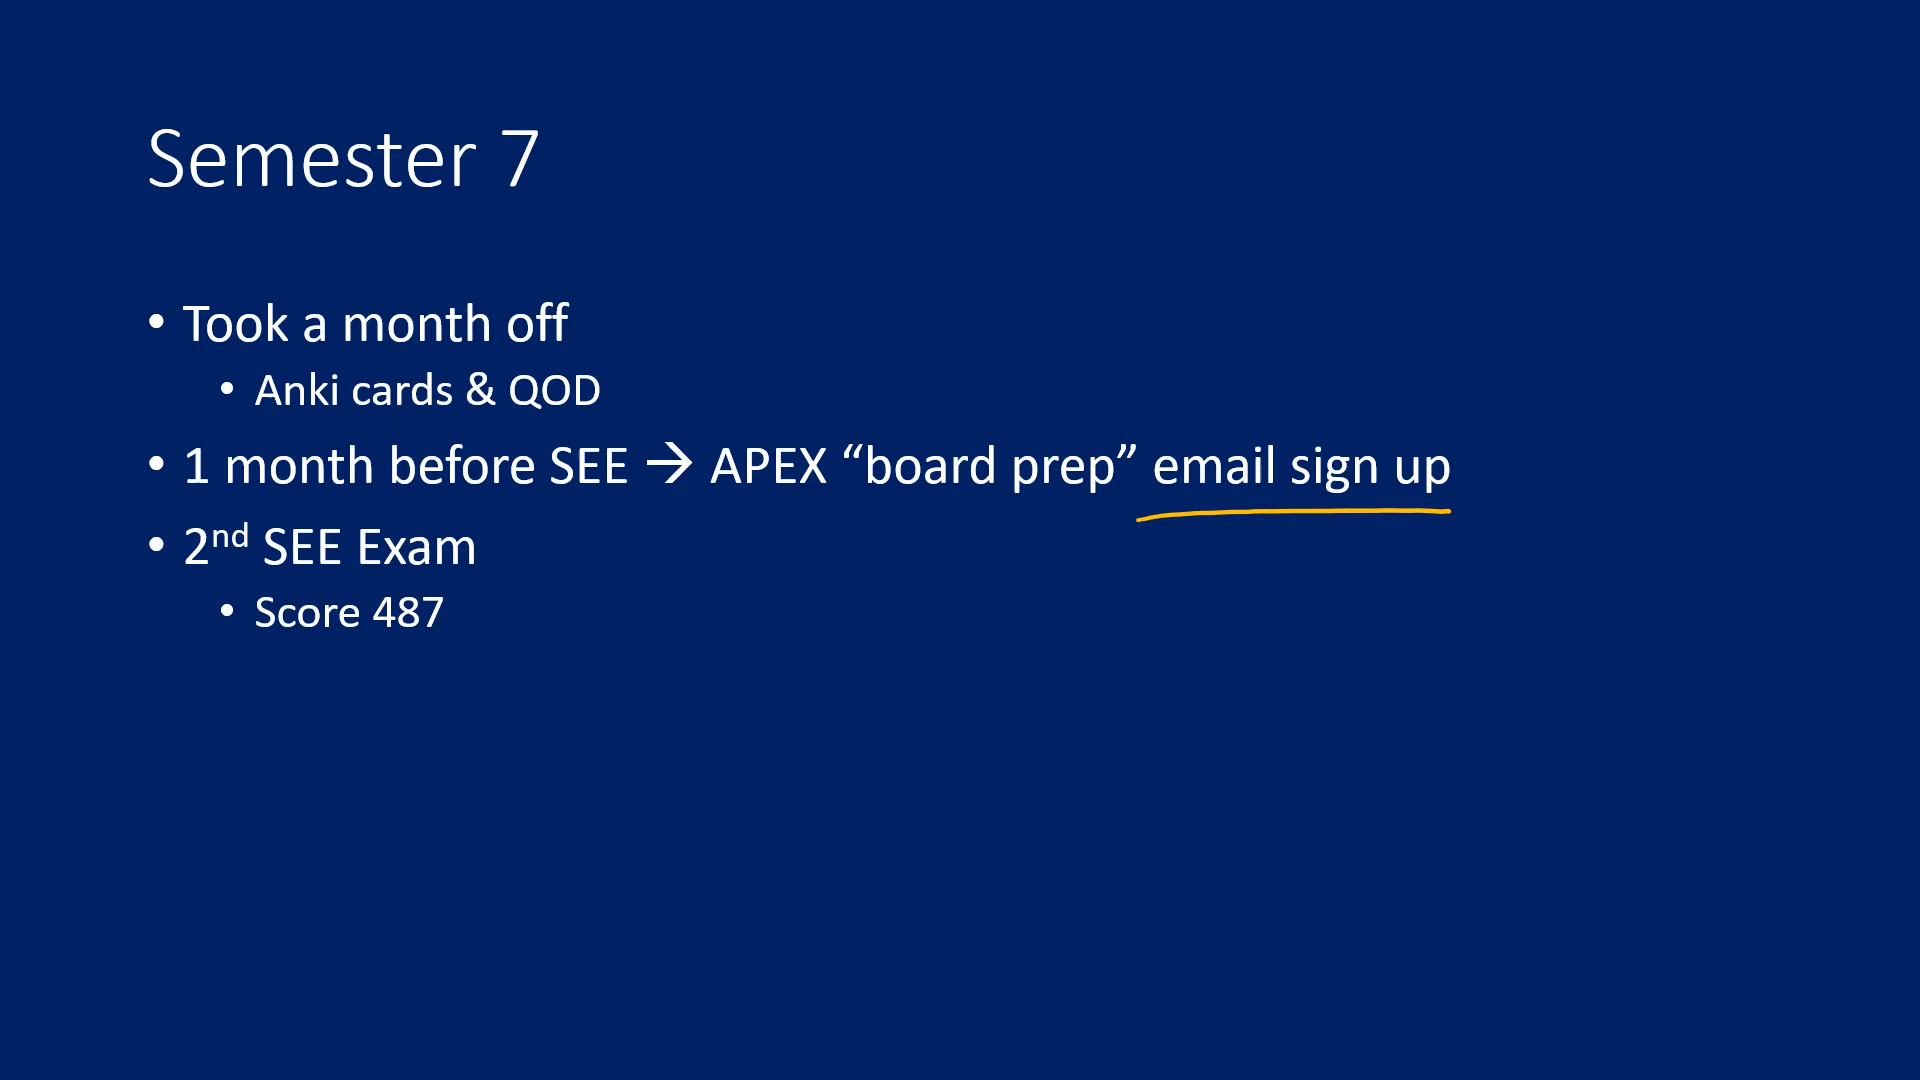 Semester 7
• Took a month off
• Anki cards & QOD
• 1 month before SEE → APEX “board prep” email sign up
• 2nd SEE Exam
• Score 487